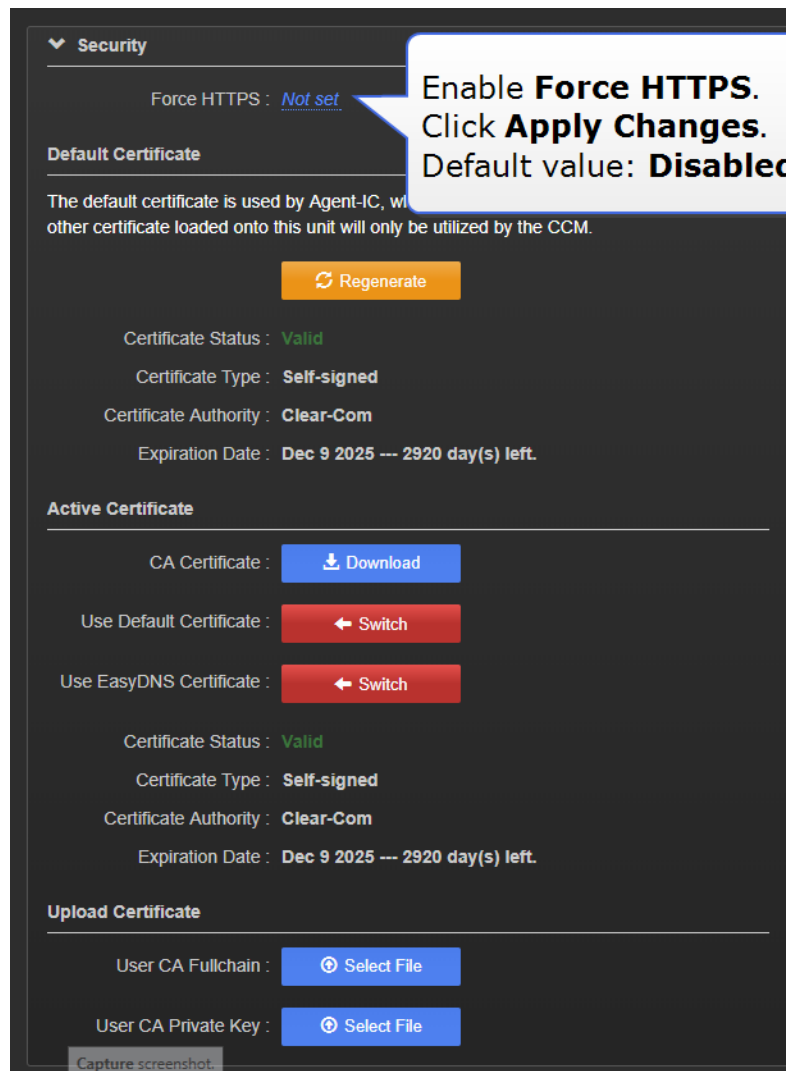 Security
Force HTTPS : Not set
Enable Force HTTPS.
Click Apply Changes.
Default value: Disabled
Default Certificate
The default certificate is used by Agent-IC,
other certificate loaded onto this unit will only be utilized by the CCM.
Regenerate
Certificate Status : Valid
Certificate Type : Self-signed
Certificate Authority : Clear-Com
Expiration Date : Dec 9 2025 --- 2920 day(s) left.
Active Certificate
CA Certificate : Download
Use Default Certificate : Switch
Use EasyDNS Certificate : Switch
Certificate Status : Valid
Certificate Type : Self-signed
Certificate Authority : Clear-Com
Expiration Date : Dec 9 2025 --- 2920 day(s) left.
Upload Certificate
User CA Fullchain : Select File
User CA Private Key : Select File
Capture screenshot.